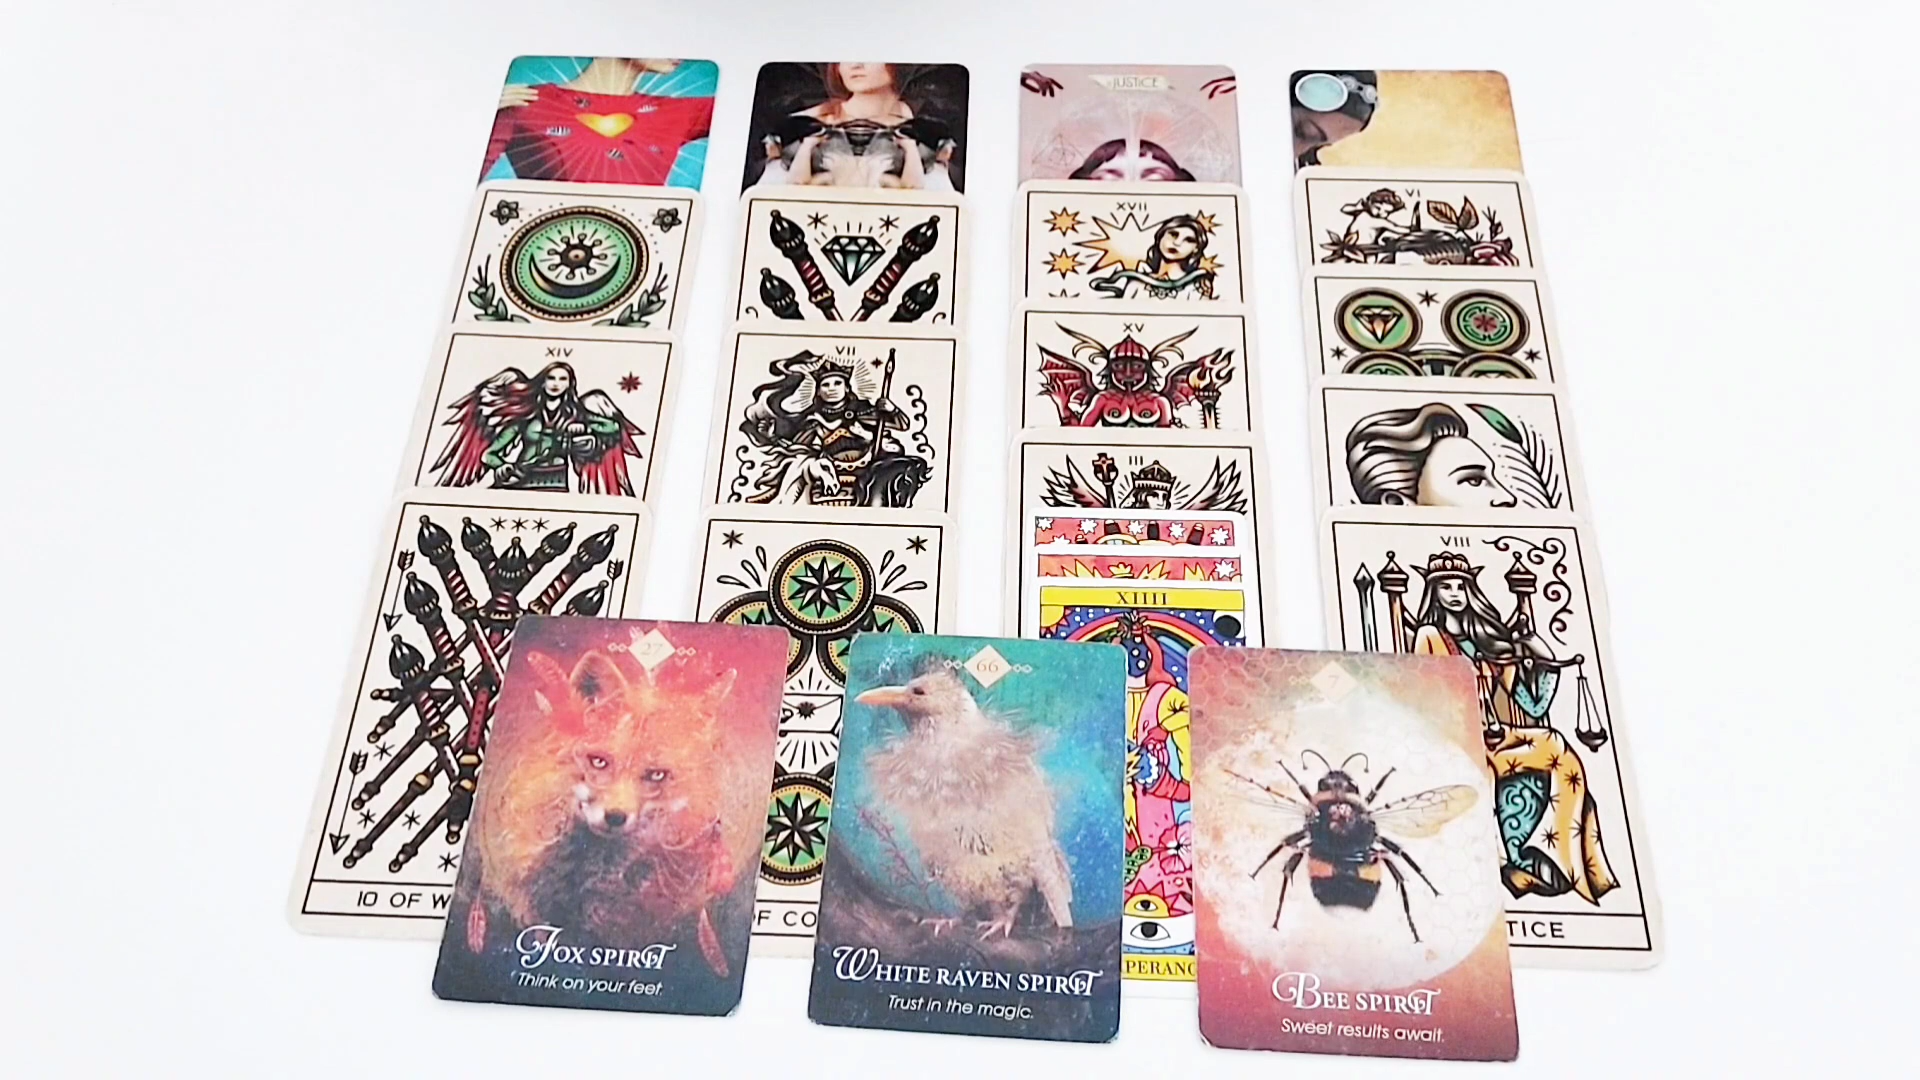 JUSTICE
XVII
VI
XIV
VII
XV
III
VIII
XIIII
27
66
7
10 OF W
OF CO
PERANC
TICE
FOX SPIRIT
Think on your feet.
WHITE RAVEN SPIRIT
Trust in the magic.
BEE SPIRIT
Sweet results await.